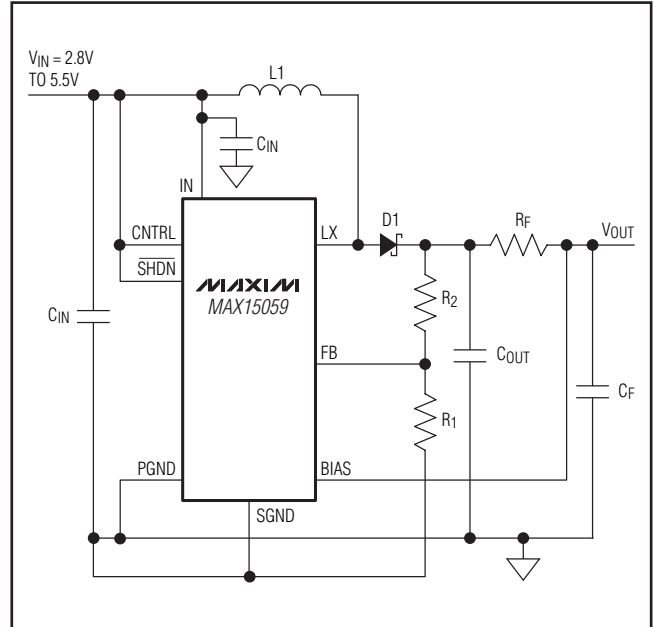 VIN = 2.8V
TO 5.5V
L1
CIN
IN
CNTRL
LX
D1
RF
VOUT
SHDN
MAXIM
MAX15059
R2
CIN
FB
COUT
CF
R1
PGND
BIAS
SGND